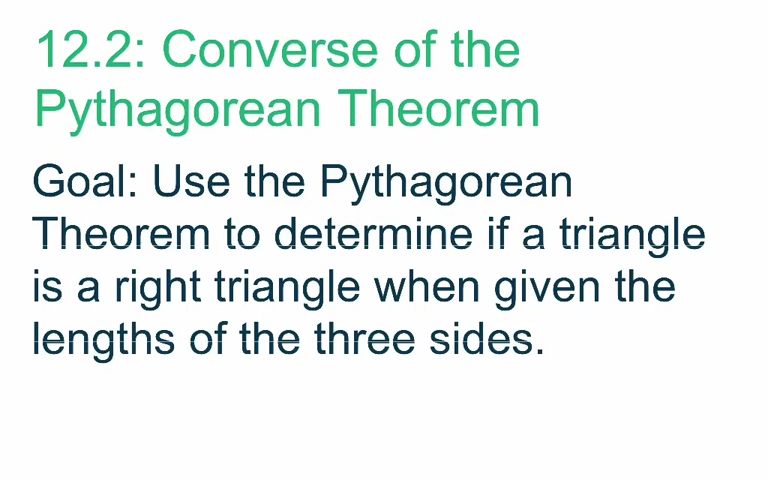 12.2: Converse of the
Pythagorean Theorem
Goal: Use the Pythagorean
Theorem to determine if a triangle
is a right triangle when given the
lengths of the three sides.